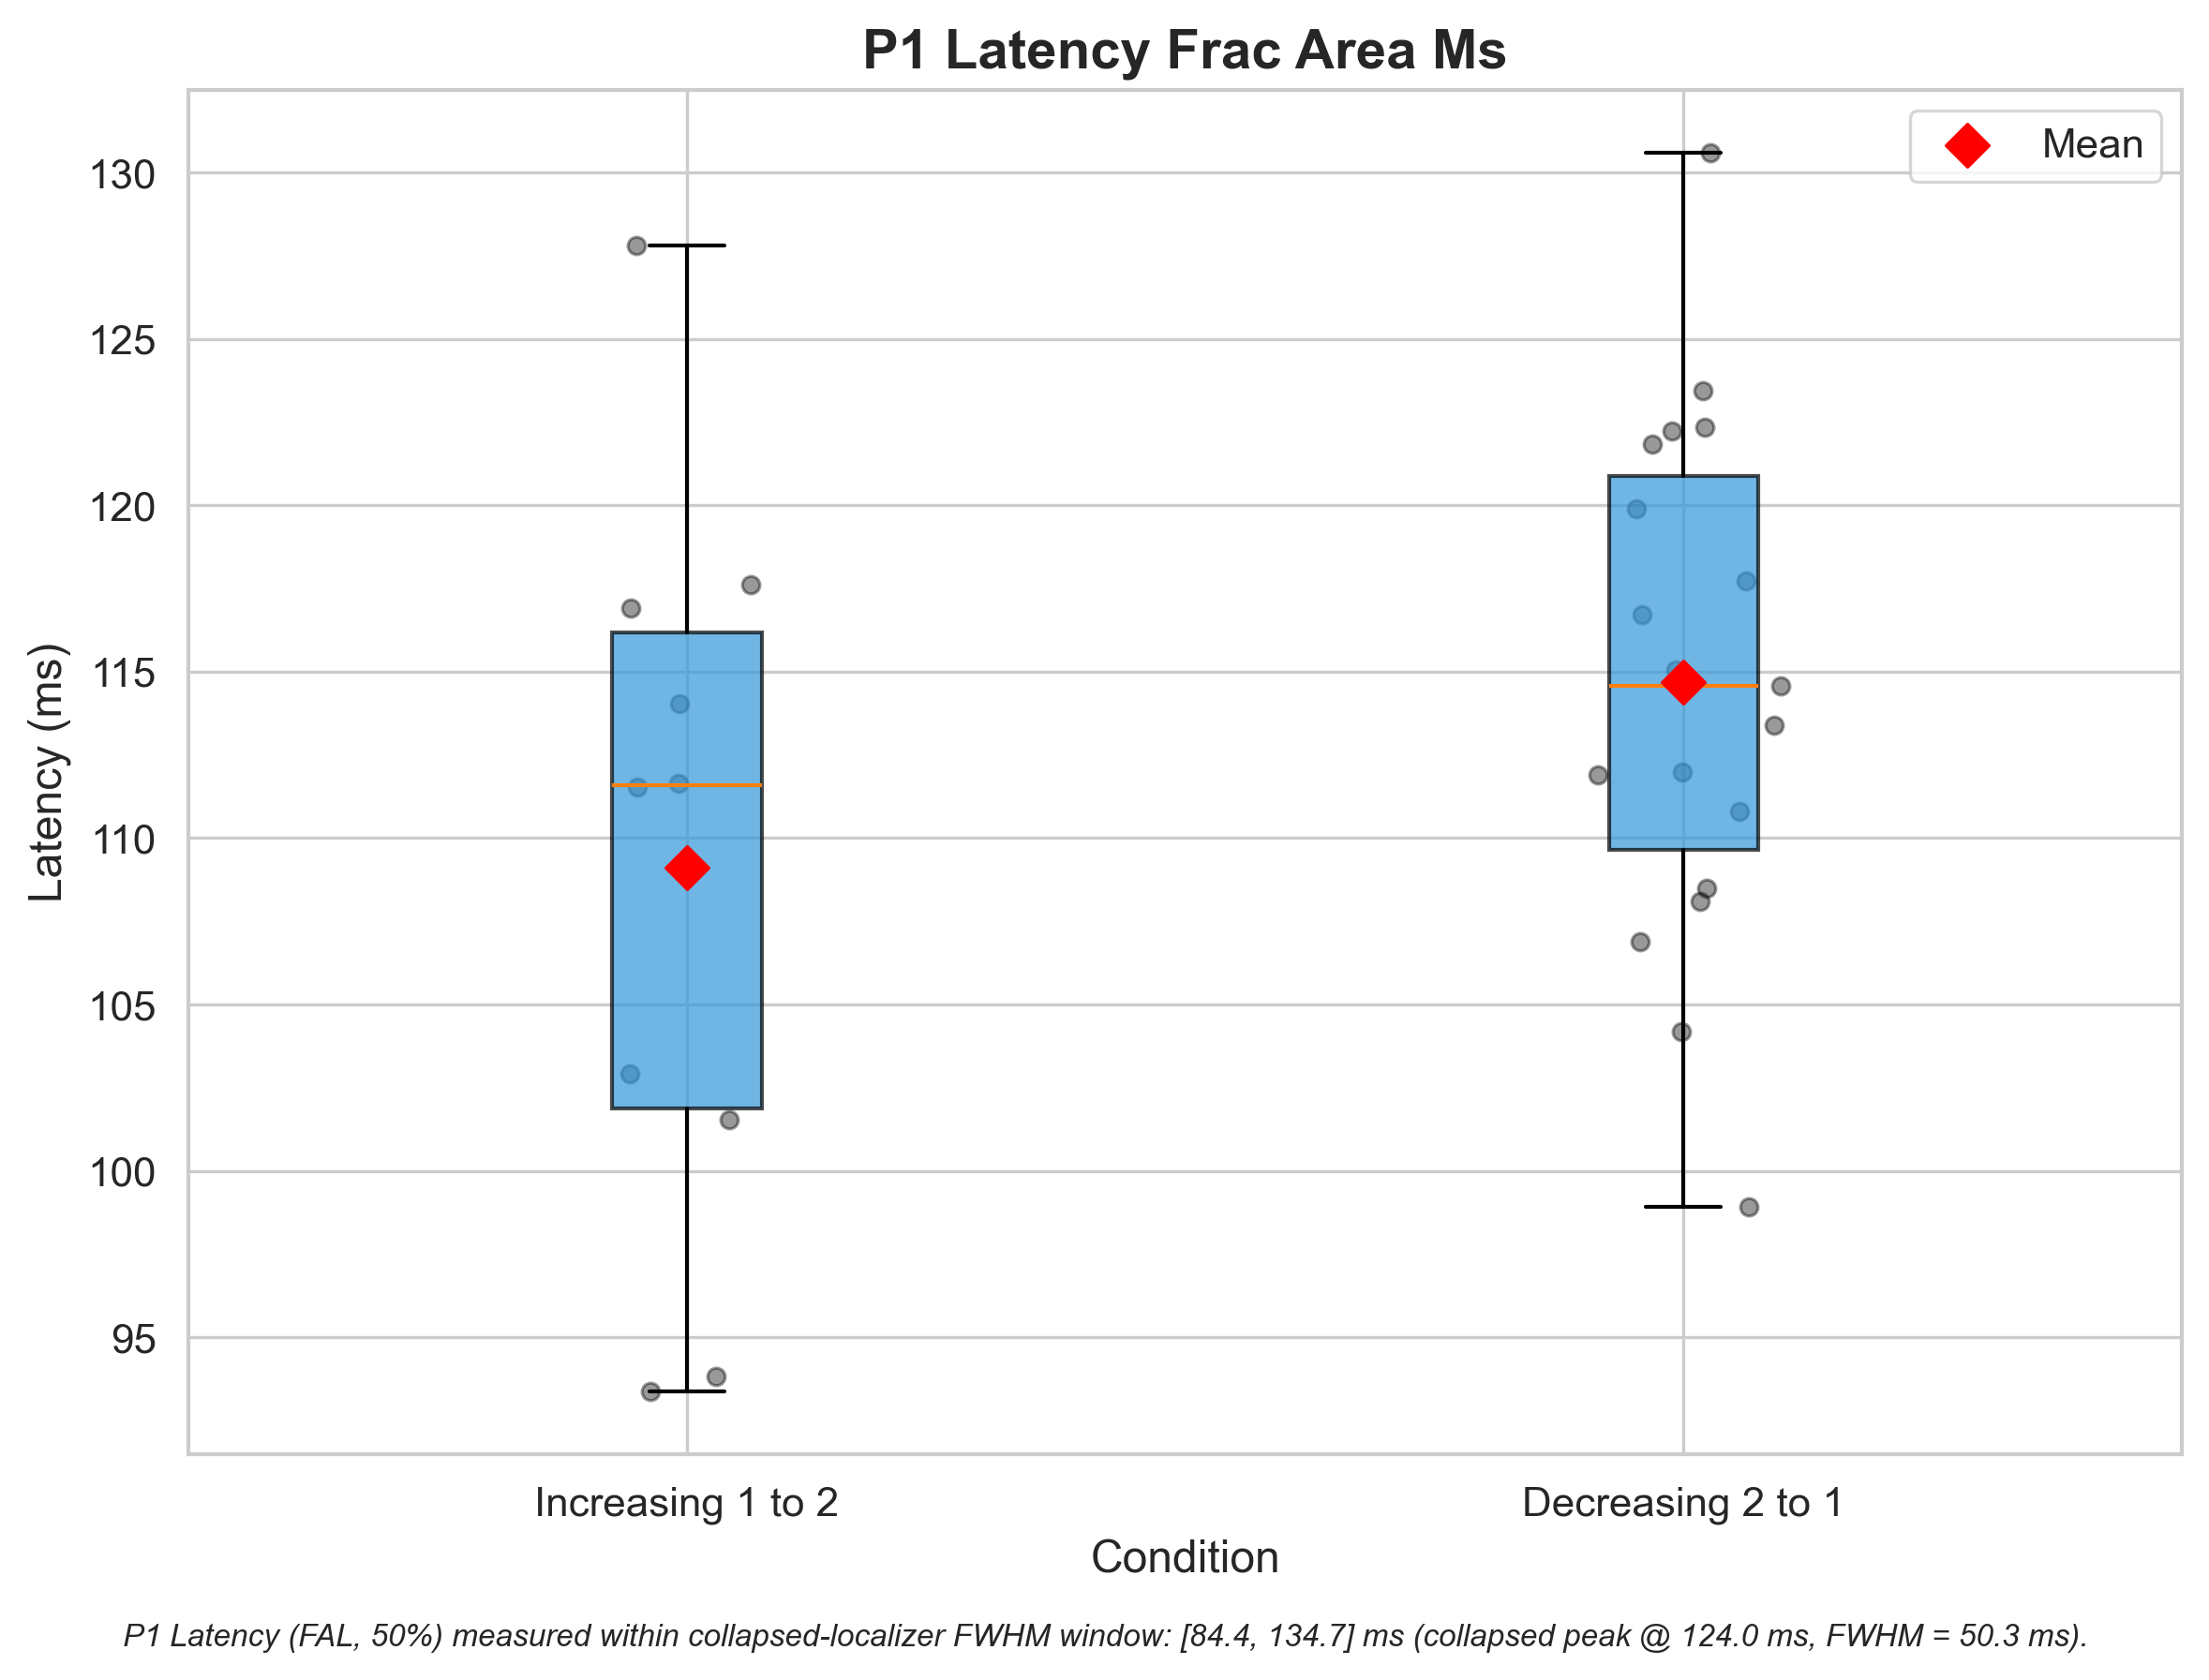 P1 Latency Frac Area Ms
Mean
130
125
120
115
110
105
100
95
Latency (ms)
Increasing 1 to 2
Decreasing 2 to 1
Condition
P1 Latency (FAL, 50%) measured within collapsed-localizer FWHM window: [84.4, 134.7] ms (collapsed peak @ 124.0 ms, FWHM = 50.3 ms).